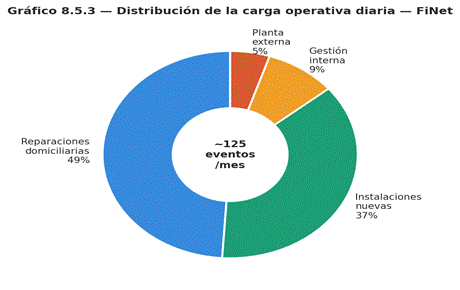 Gráfico 8.5.3 — Distribución de la carga operativa diaria — FiNet
Planta
externa
5%
Gestión
interna
9%
Reparaciones
domiciliarias
49%
~125
eventos
/mes
Instalaciones
nuevas
37%